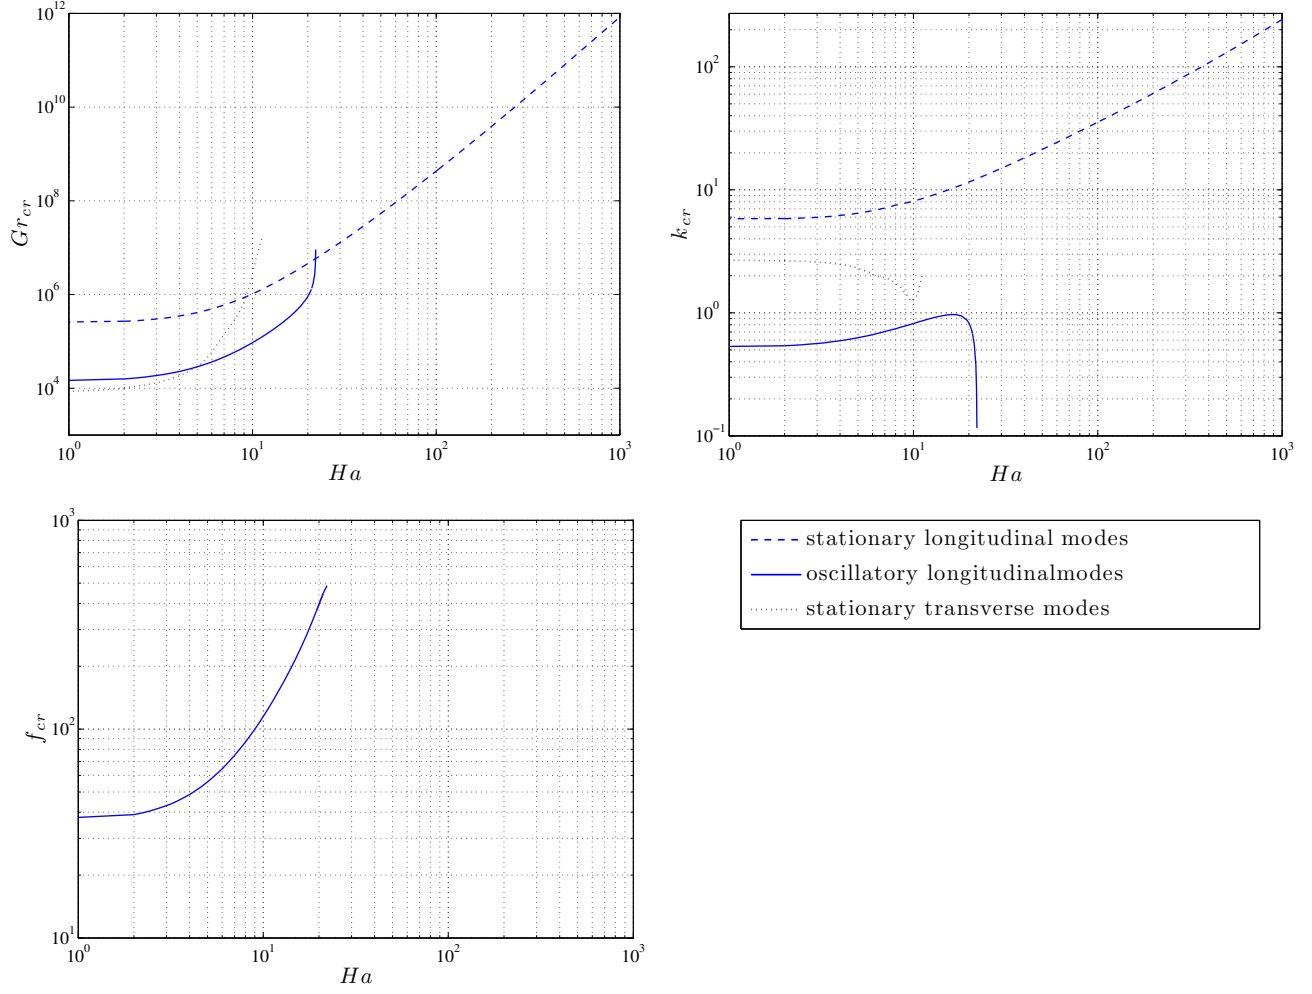 10^12
10^10
10^8
10^6
10^4
Gr_cr
10^0 10^1 10^2 10^3
Ha
10^2
10^1
10^0
10^-1
k_cr
10^0 10^1 10^2 10^3
Ha
10^3
10^2
10^1
f_cr
10^0 10^1 10^2 10^3
Ha
stationary longitudinal modes
oscillatory longitudinalmodes
stationary transverse modes